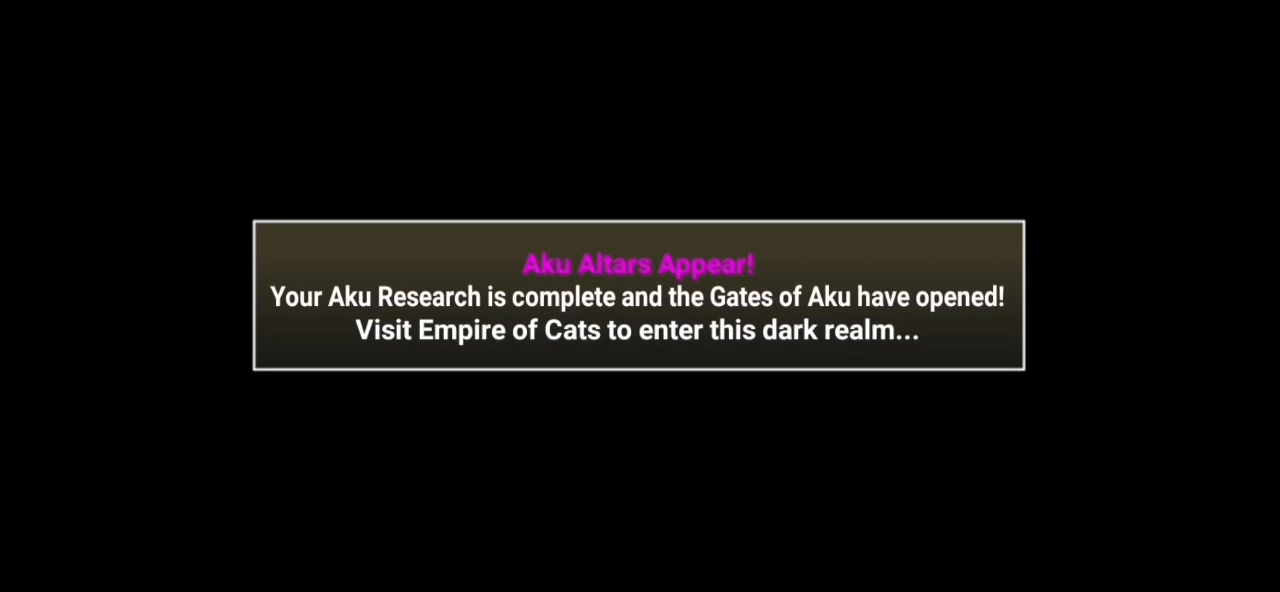 Aku Altars Appear!
Your Aku Research is complete and the Gates of Aku have opened!
Visit Empire of Cats to enter this dark realm...